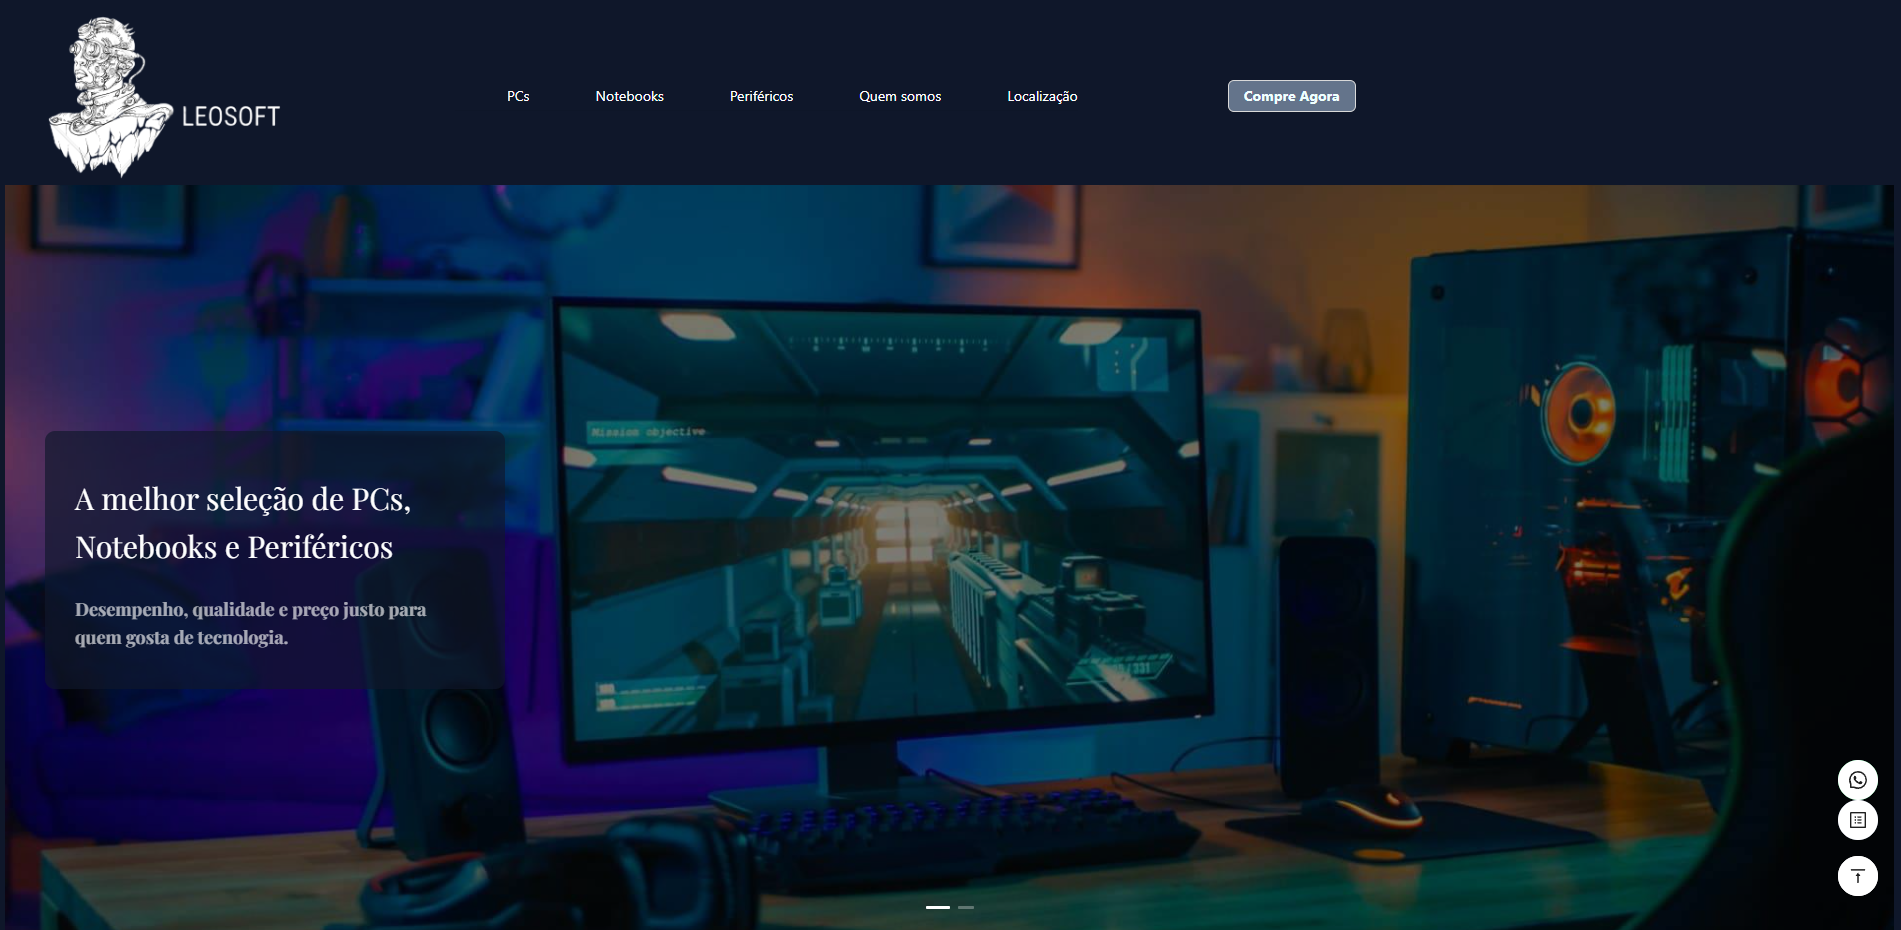 LEOSOFT
PCs
Notebooks
Periféricos
Quem somos
Localização
Compre Agora
Mission objective
A melhor seleção de PCs,
Notebooks e Periféricos
Desempenho, qualidade e preço justo para
quem gosta de tecnologia.